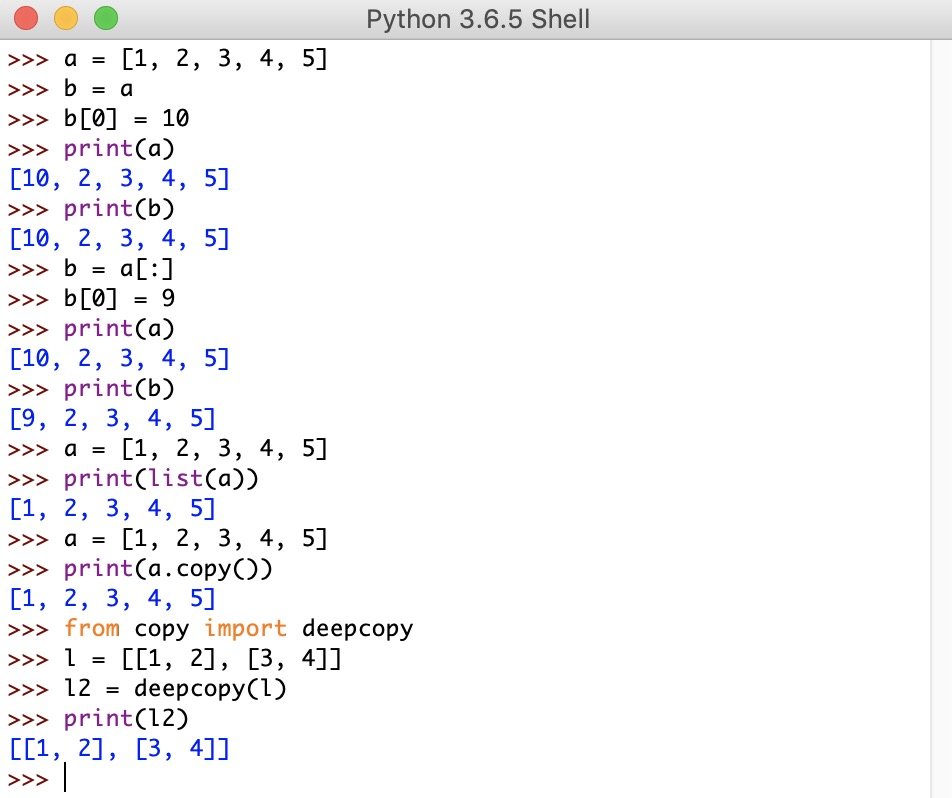 Python 3.6.5 Shell
>>> a = [1, 2, 3, 4, 5]
>>> b = a
>>> b[0] = 10
>>> print(a)
[10, 2, 3, 4, 5]
>>> print(b)
[10, 2, 3, 4, 5]
>>> b = a[:]
>>> b[0] = 9
>>> print(a)
[10, 2, 3, 4, 5]
>>> print(b)
[9, 2, 3, 4, 5]
>>> a = [1, 2, 3, 4, 5]
>>> print(list(a))
[1, 2, 3, 4, 5]
>>> a = [1, 2, 3, 4, 5]
>>> print(a.copy())
[1, 2, 3, 4, 5]
>>> from copy import deepcopy
>>> l = [[1, 2], [3, 4]]
>>> l2 = deepcopy(l)
>>> print(l2)
[[1, 2], [3, 4]]
>>>